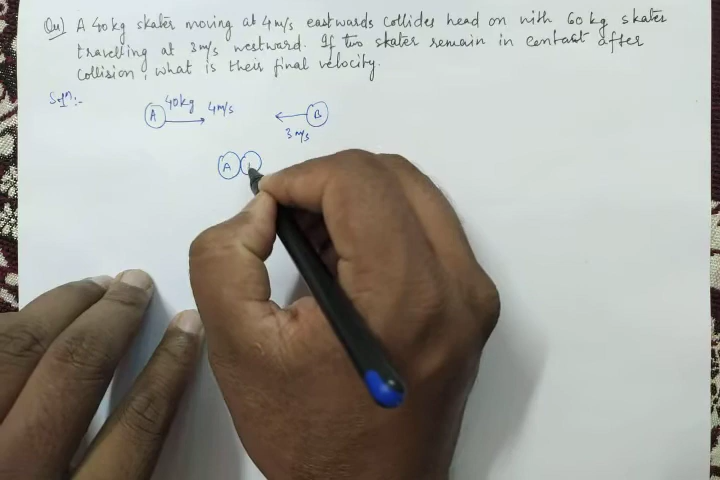 Qu) A 40kg skater moving at 4m/s eastwards collides head on with 60 kg skater
travelling at 3m/s westward. If two skater remain in contact after
collision, what is their final velocity.
Solⁿ:-
A 40kg 4m/s B
3m/s
A